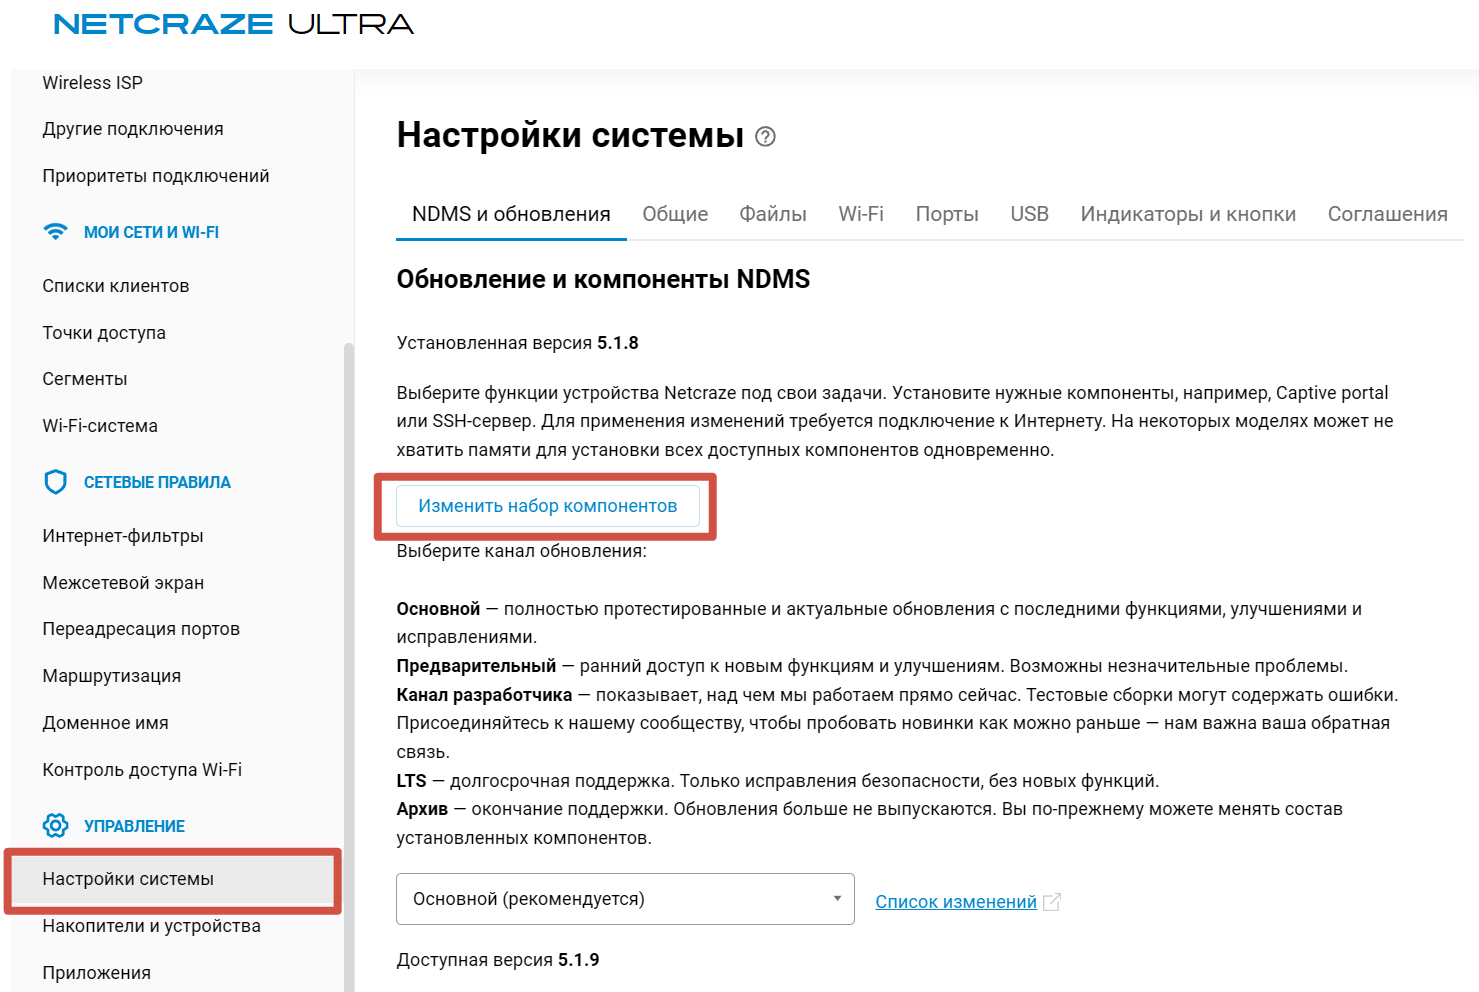 NETCRAZE ULTRA
Wireless ISP
Другие подключения
Приоритеты подключений
МОИ СЕТИ И WI-FI
Списки клиентов
Точки доступа
Сегменты
Wi-Fi-система
СЕТЕВЫЕ ПРАВИЛА
Интернет-фильтры
Межсетевой экран
Переадресация портов
Маршрутизация
Доменное имя
Контроль доступа Wi-Fi
УПРАВЛЕНИЕ
Настройки системы
Накопители и устройства
Приложения
Настройки системы ?
NDMS и обновления Общие Файлы Wi-Fi Порты USB Индикаторы и кнопки Соглашения
Обновление и компоненты NDMS
Установленная версия 5.1.8
Выберите функции устройства Netcraze под свои задачи. Установите нужные компоненты, например, Captive portal
или SSH-сервер. Для применения изменений требуется подключение к Интернету. На некоторых моделях может не
хватить памяти для установки всех доступных компонентов одновременно.
Изменить набор компонентов
Выберите канал обновления:
Основной — полностью протестированные и актуальные обновления с последними функциями, улучшениями и
исправлениями.
Предварительный — ранний доступ к новым функциям и улучшениям. Возможны незначительные проблемы.
Канал разработчика — показывает, над чем мы работаем прямо сейчас. Тестовые сборки могут содержать ошибки.
Присоединяйтесь к нашему сообществу, чтобы пробовать новинки как можно раньше — нам важна ваша обратная
связь.
LTS — долгосрочная поддержка. Только исправления безопасности, без новых функций.
Архив — окончание поддержки. Обновления больше не выпускаются. Вы по-прежнему можете менять состав
установленных компонентов.
Основной (рекомендуется) Список изменений
Доступная версия 5.1.9